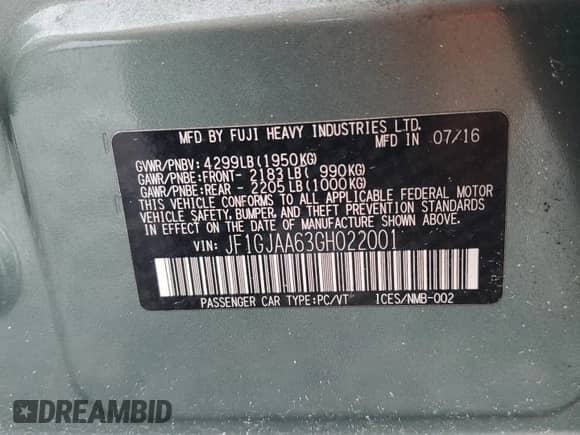 MFD BY FUJI HEAVY INDUSTRIES LTD.
MFD IN 07/16
GVWR/PNBV: 4299LB(1950KG)
GAWR/PNBE:FRONT- 2183LB( 990KG)
GAWR/PNBE:REAR - 2205LB(1000KG)
THIS VEHICLE CONFORMS TO ALL APPLICABLE FEDERAL MOTOR
VEHICLE SAFETY, BUMPER, AND THEFT PREVENTION STANDARDS
IN EFFECT ON THE DATE OF MANUFACTURE SHOWN ABOVE.
VIN: JF1GJAA63GH022001
PASSENGER CAR TYPE:PC/VT ICES/NMB-002
DREAMBID